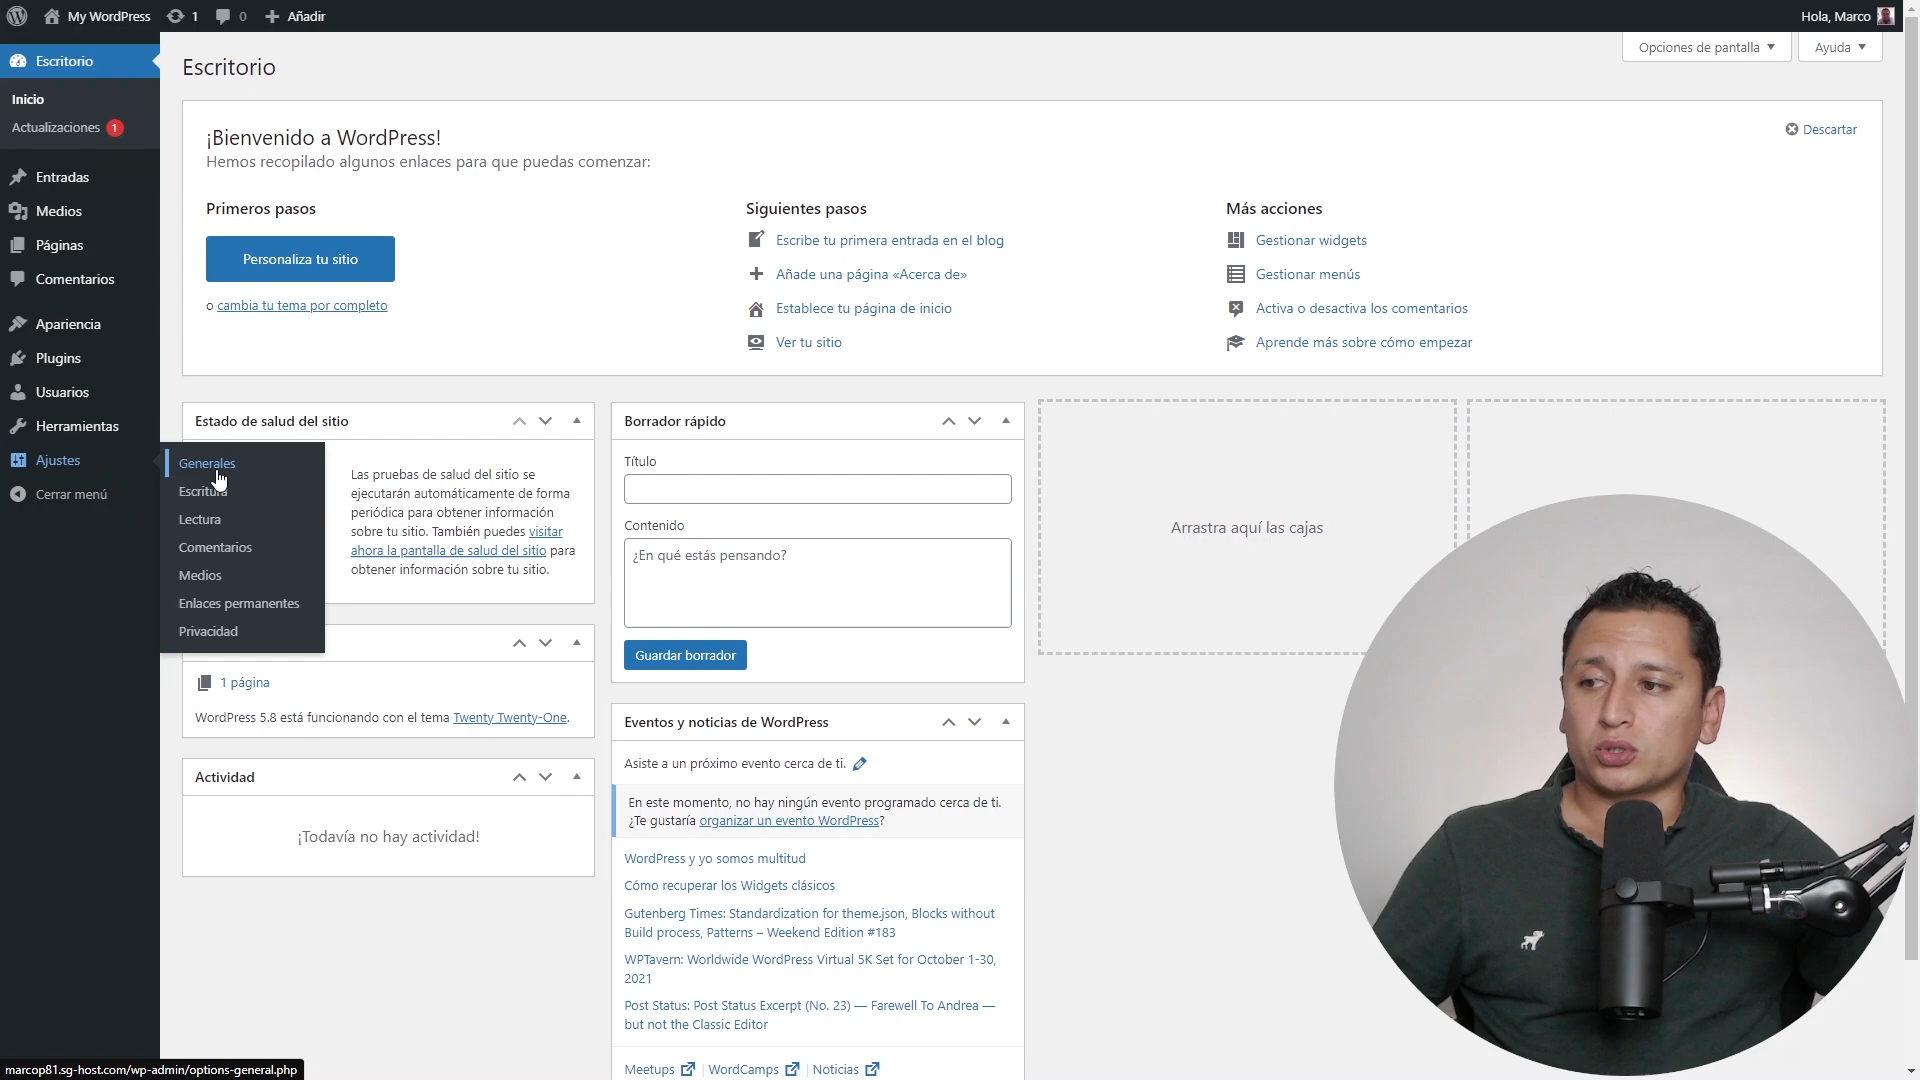 My WordPress
1
0
Añadir
Hola, Marco
Opciones de pantalla
Ayuda
Escritorio
Inicio
Actualizaciones 1
Entradas
Medios
Páginas
Comentarios
Apariencia
Plugins
Usuarios
Herramientas
Ajustes
Cerrar menú
Generales
Escritura
Lectura
Comentarios
Medios
Enlaces permanentes
Privacidad
Escritorio
¡Bienvenido a WordPress!
Hemos recopilado algunos enlaces para que puedas comenzar:
Descartar
Primeros pasos
Personaliza tu sitio
o cambia tu tema por completo
Siguientes pasos
Escribe tu primera entrada en el blog
Añade una página «Acerca de»
Establece tu página de inicio
Ver tu sitio
Más acciones
Gestionar widgets
Gestionar menús
Activa o desactiva los comentarios
Aprende más sobre cómo empezar
Estado de salud del sitio
Las pruebas de salud del sitio se
ejecutarán automáticamente de forma
periódica para obtener información
sobre tu sitio. También puedes visitar
ahora la pantalla de salud del sitio para
obtener información sobre tu sitio.
1 página
WordPress 5.8 está funcionando con el tema Twenty Twenty-One.
Actividad
¡Todavía no hay actividad!
Borrador rápido
Título
Contenido
¿En qué estás pensando?
Guardar borrador
Eventos y noticias de WordPress
Asiste a un próximo evento cerca de ti.
En este momento, no hay ningún evento programado cerca de ti.
¿Te gustaría organizar un evento WordPress?
WordPress y yo somos multitud
Cómo recuperar los Widgets clásicos
Gutenberg Times: Standardization for theme.json, Blocks without
Build process, Patterns – Weekend Edition #183
WPTavern: Worldwide WordPress Virtual 5K Set for October 1-30,
2021
Post Status: Post Status Excerpt (No. 23) — Farewell To Andrea —
but not the Classic Editor
Meetups | WordCamps | Noticias
Arrastra aquí las cajas
marcop81.sg-host.com/wp-admin/options-general.php